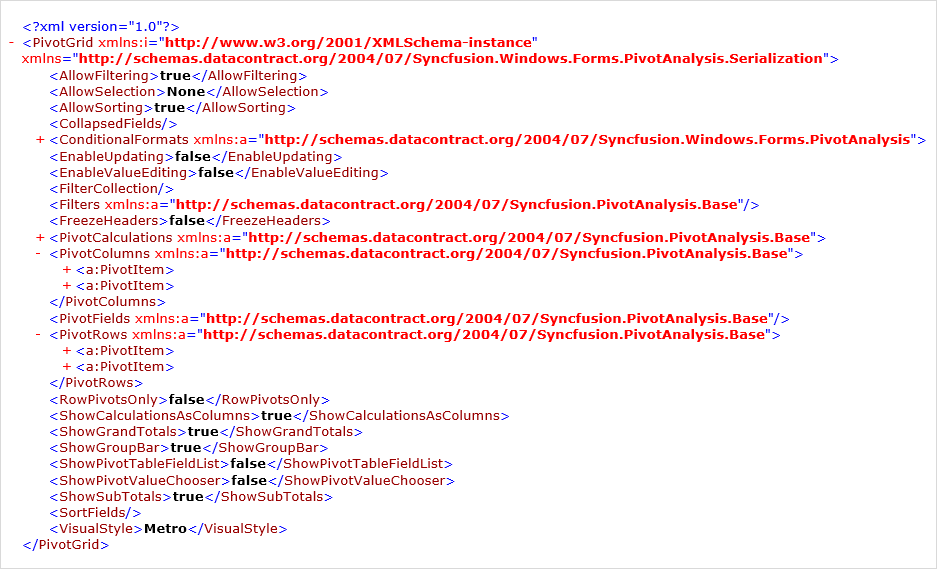 <?xml version="1.0"?>
- <PivotGrid xmlns:i="http://www.w3.org/2001/XMLSchema-instance"
xmlns="http://schemas.datacontract.org/2004/07/Syncfusion.Windows.Forms.PivotAnalysis.Serialization">
<AllowFiltering>true</AllowFiltering>
<AllowSelection>None</AllowSelection>
<AllowSorting>true</AllowSorting>
<CollapsedFields/>
+ <ConditionalFormats xmlns:a="http://schemas.datacontract.org/2004/07/Syncfusion.Windows.Forms.PivotAnalysis">
<EnableUpdating>false</EnableUpdating>
<EnableValueEditing>false</EnableValueEditing>
<FilterCollection/>
<Filters xmlns:a="http://schemas.datacontract.org/2004/07/Syncfusion.PivotAnalysis.Base"/>
<FreezeHeaders>false</FreezeHeaders>
+ <PivotCalculations xmlns:a="http://schemas.datacontract.org/2004/07/Syncfusion.PivotAnalysis.Base">
- <PivotColumns xmlns:a="http://schemas.datacontract.org/2004/07/Syncfusion.PivotAnalysis.Base">
+ <a:PivotItem>
+ <a:PivotItem>
</PivotColumns>
<PivotFields xmlns:a="http://schemas.datacontract.org/2004/07/Syncfusion.PivotAnalysis.Base"/>
- <PivotRows xmlns:a="http://schemas.datacontract.org/2004/07/Syncfusion.PivotAnalysis.Base">
+ <a:PivotItem>
+ <a:PivotItem>
</PivotRows>
<RowPivotsOnly>false</RowPivotsOnly>
<ShowCalculationsAsColumns>true</ShowCalculationsAsColumns>
<ShowGrandTotals>true</ShowGrandTotals>
<ShowGroupBar>true</ShowGroupBar>
<ShowPivotTableFieldList>false</ShowPivotTableFieldList>
<ShowPivotValueChooser>false</ShowPivotValueChooser>
<ShowSubTotals>true</ShowSubTotals>
<SortFields/>
<VisualStyle>Metro</VisualStyle>
</PivotGrid>